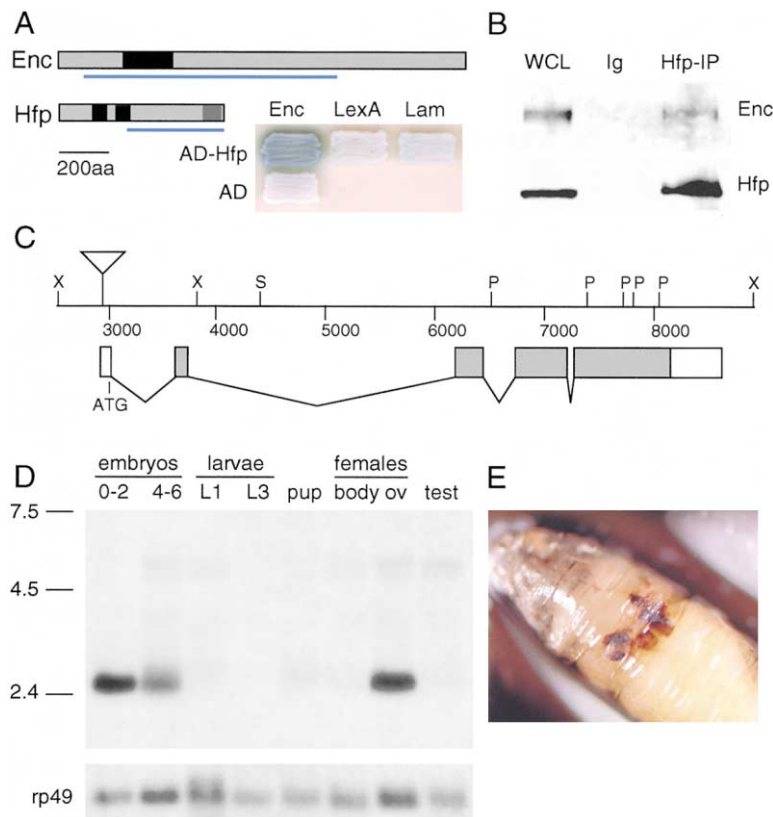 A
Enc
Hfp
200aa
Enc LexA Lam
AD-Hfp
AD
B
WCL Ig Hfp-IP
Enc
Hfp
C
X X S P P P P P X
3000 4000 5000 6000 7000 8000
ATG
D
embryos larvae females
0-2 4-6 L1 L3 pup body ov test
7.5
4.5
2.4
rp49
E